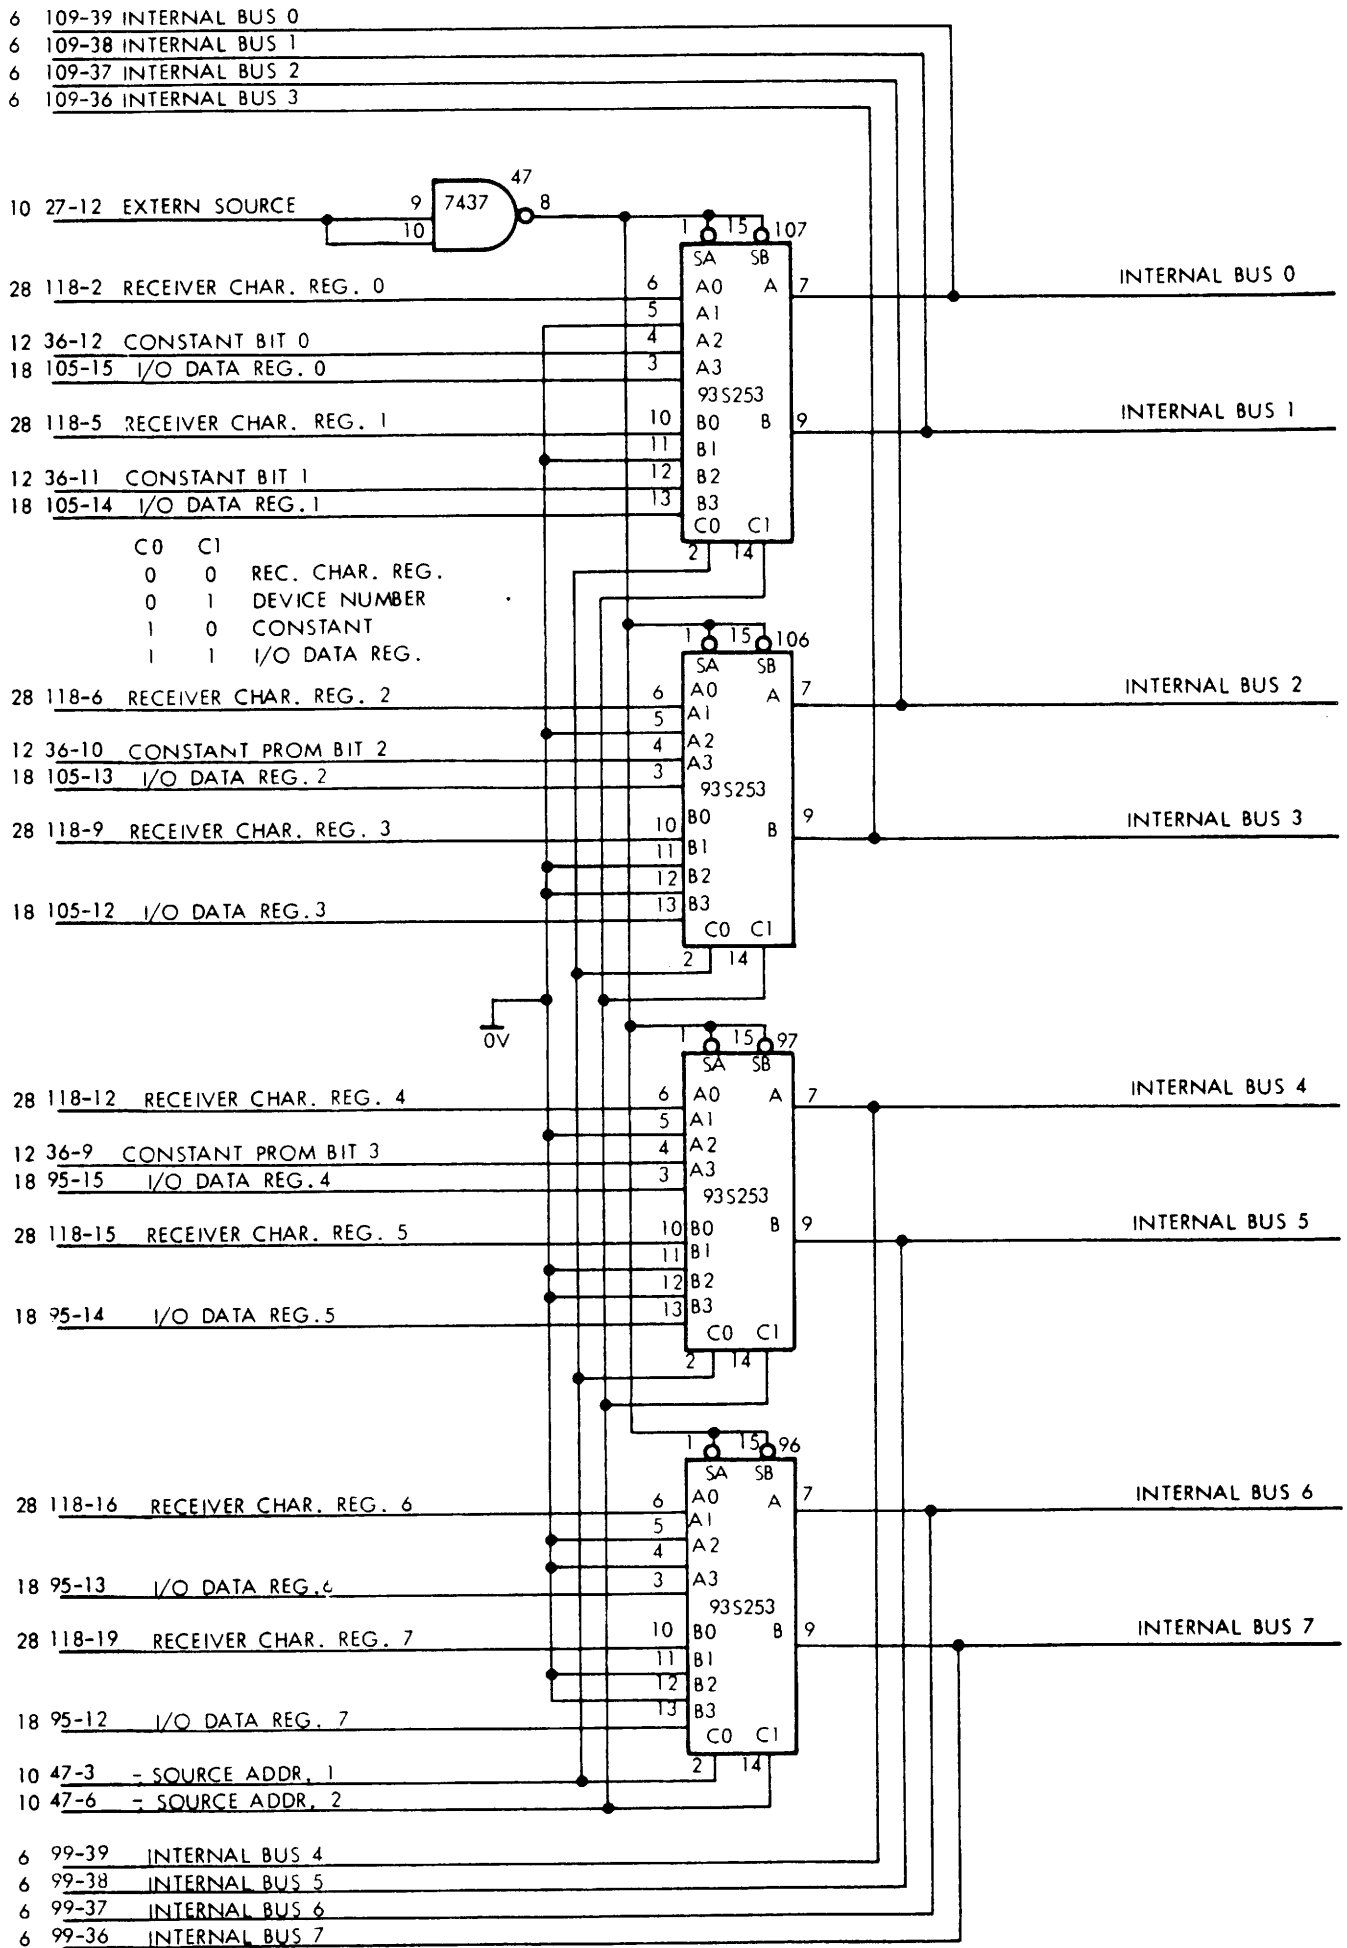 6 109-39 INTERNAL BUS 0
6 109-38 INTERNAL BUS 1
6 109-37 INTERNAL BUS 2
6 109-36 INTERNAL BUS 3
47
10 27-12 EXTERN SOURCE 9 7437 8
10
1 15 107
SA SB
28 118-2 RECEIVER CHAR. REG. 0 6 A0 A 7 INTERNAL BUS 0
5 A1
12 36-12 CONSTANT BIT 0 4 A2
18 105-15 I/O DATA REG. 0 3 A3
93S253
28 118-5 RECEIVER CHAR. REG. 1 10 B0 B 9 INTERNAL BUS 1
11 B1
12 36-11 CONSTANT BIT 1 12 B2
18 105-14 I/O DATA REG. 1 13 B3
C0 C1
2 14
C0 C1
0 0 REC. CHAR. REG.
0 1 DEVICE NUMBER
1 0 CONSTANT
1 1 I/O DATA REG.
1 15 106
SA SB
28 118-6 RECEIVER CHAR. REG. 2 6 A0 A 7 INTERNAL BUS 2
5 A1
12 36-10 CONSTANT PROM BIT 2 4 A2
18 105-13 I/O DATA REG. 2 3 A3
93S253
28 118-9 RECEIVER CHAR. REG. 3 10 B0 B 9 INTERNAL BUS 3
11 B1
12 B2
18 105-12 I/O DATA REG. 3 13 B3
C0 C1
2 14
0V
1 15 97
SA SB
28 118-12 RECEIVER CHAR. REG. 4 6 A0 A 7 INTERNAL BUS 4
5 A1
12 36-9 CONSTANT PROM BIT 3 4 A2
18 95-15 I/O DATA REG. 4 3 A3
93S253
28 118-15 RECEIVER CHAR. REG. 5 10 B0 B 9 INTERNAL BUS 5
11 B1
12 B2
18 95-14 I/O DATA REG. 5 13 B3
C0 C1
2 14
1 15 96
SA SB
28 118-16 RECEIVER CHAR. REG. 6 6 A0 A 7 INTERNAL BUS 6
5 A1
4 A2
18 95-13 I/O DATA REG. 6 3 A3
93S253
28 118-19 RECEIVER CHAR. REG. 7 10 B0 B 9 INTERNAL BUS 7
11 B1
12 B2
18 95-12 I/O DATA REG. 7 13 B3
C0 C1
2 14
10 47-3 - SOURCE ADDR. 1
10 47-6 - SOURCE ADDR. 2
6 99-39 INTERNAL BUS 4
6 99-38 INTERNAL BUS 5
6 99-37 INTERNAL BUS 6
6 99-36 INTERNAL BUS 7